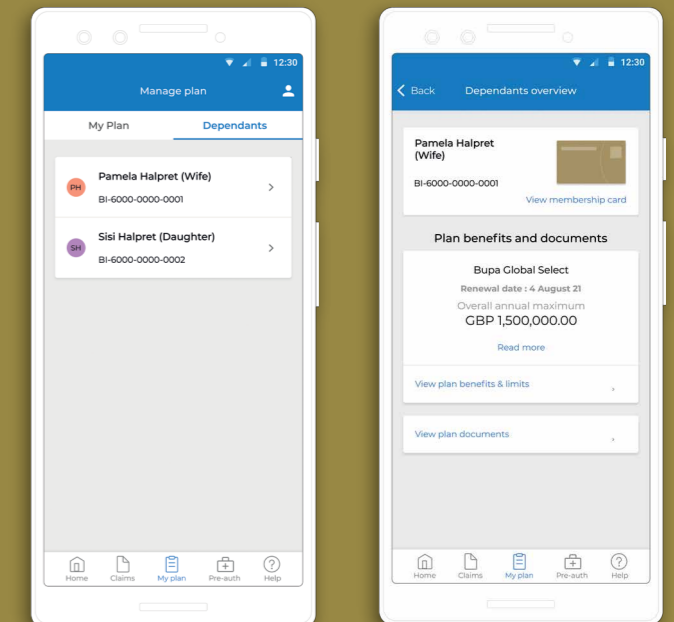 12:30
Manage plan
My Plan Dependants
PH
Pamela Halpret (Wife)
BI-6000-0000-0001
SH
Sisi Halpret (Daughter)
BI-6000-0000-0002
Home Claims My plan Pre-auth Help
12:30
Back Dependants overview
Pamela Halpret
(Wife)
BI-6000-0000-0001
View membership card
Plan benefits and documents
Bupa Global Select
Renewal date : 4 August 21
Overall annual maximum
GBP 1,500,000.00
Read more
View plan benefits & limits
View plan documents
Home Claims My plan Pre-auth Help